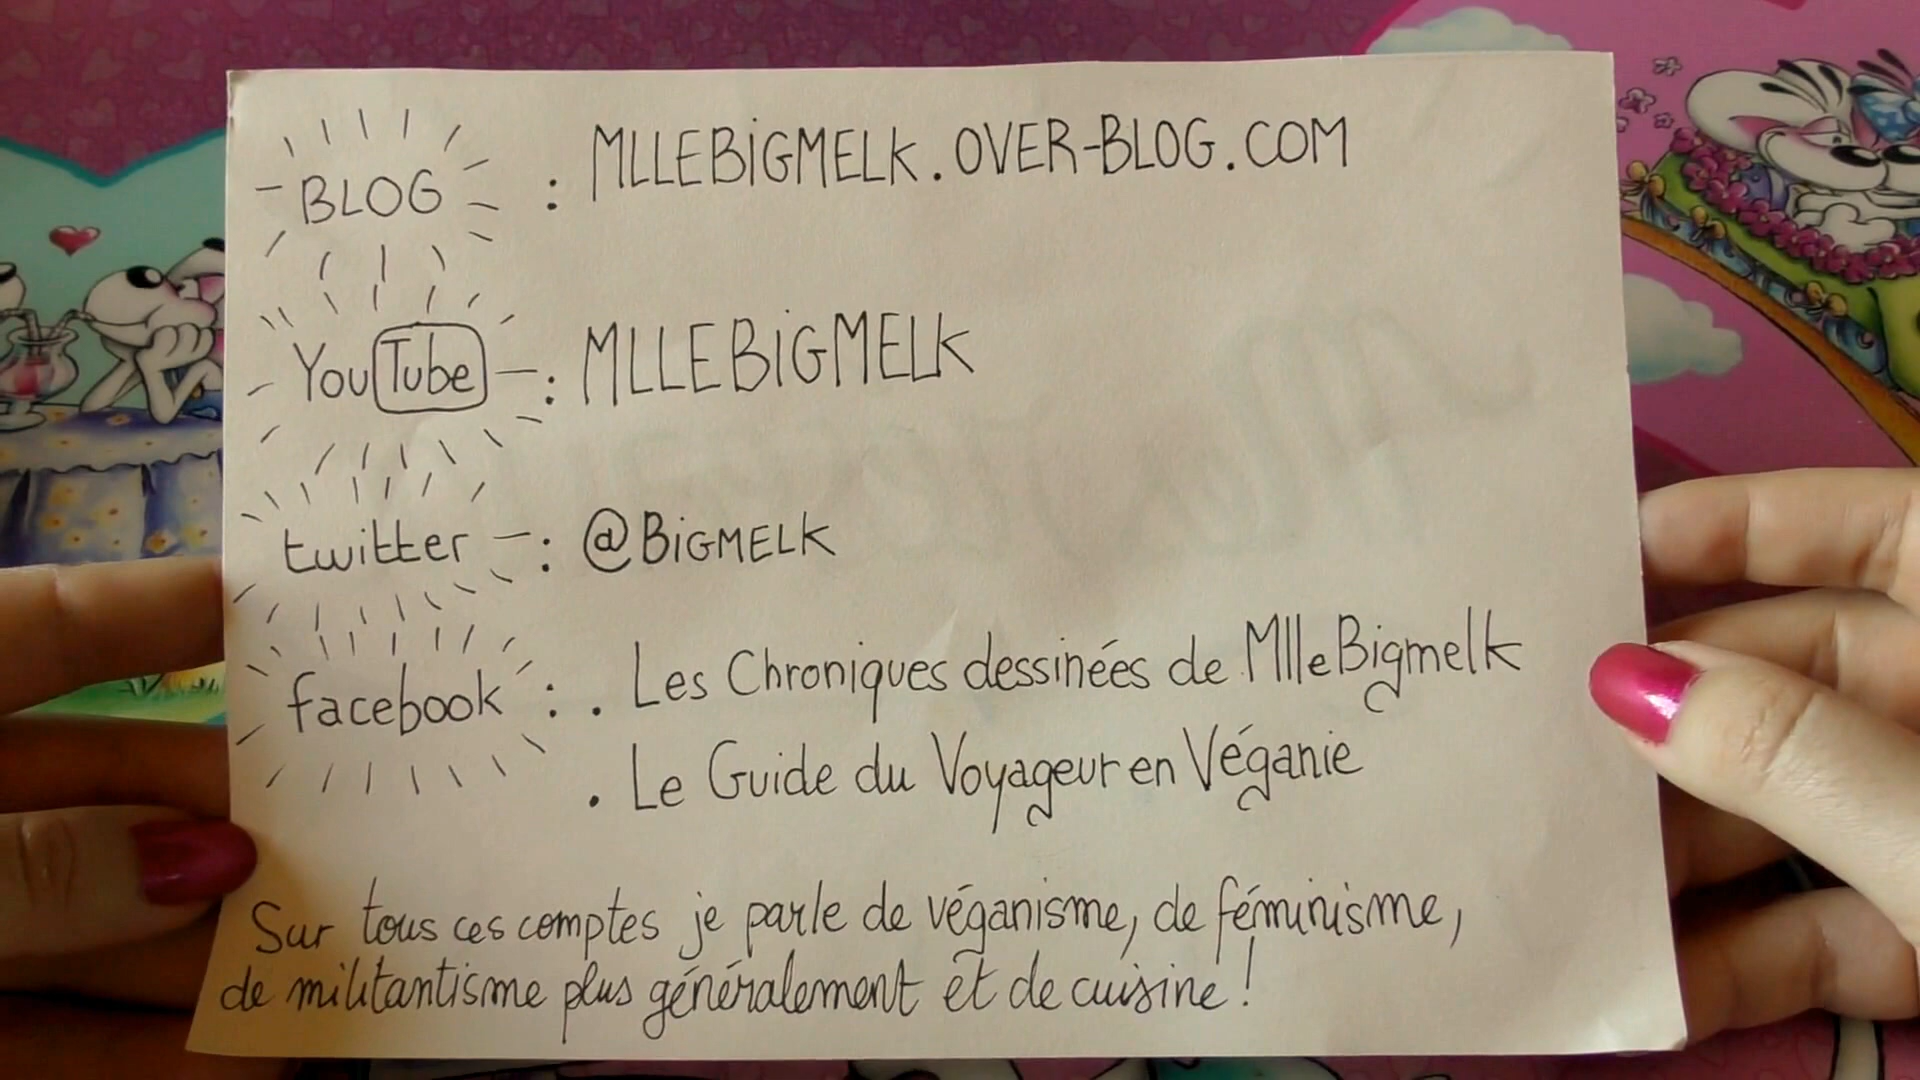 BLOG : MLLEBiGMELK.OVER-BLOG.COM
YouTube : MLLEBiGMELK
twitter : @BiGMELK
facebook : . Les Chroniques dessinées de MlleBigmelk
. Le Guide du Voyageur en Véganie
Sur tous ces comptes je parle de véganisme, de féminisme,
de militantisme plus généralement et de cuisine !